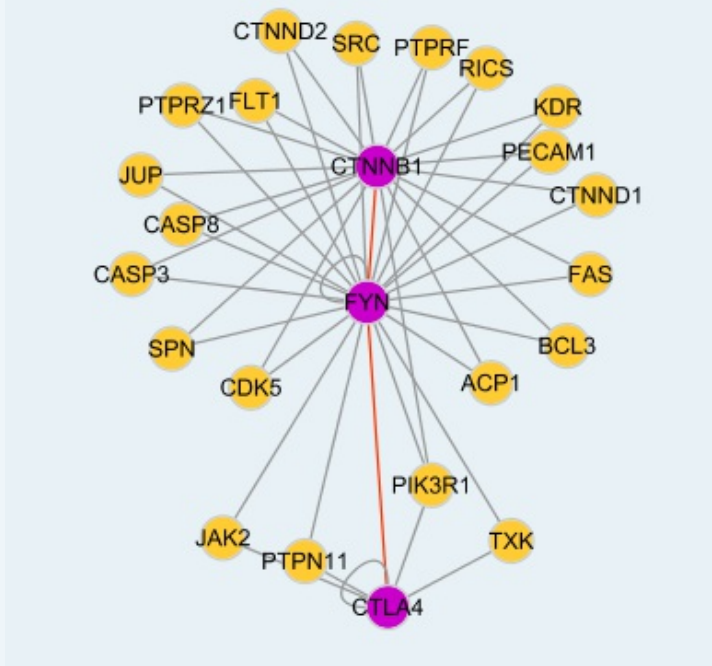 CTNND2
SRC
PTPRF
RICS
PTPRZ1
FLT1
KDR
PECAM1
CTNNB1
JUP
CTNND1
CASP8
CASP3
FAS
FYN
SPN
BCL3
CDK5
ACP1
PIK3R1
JAK2
TXK
PTPN11
CTLA4